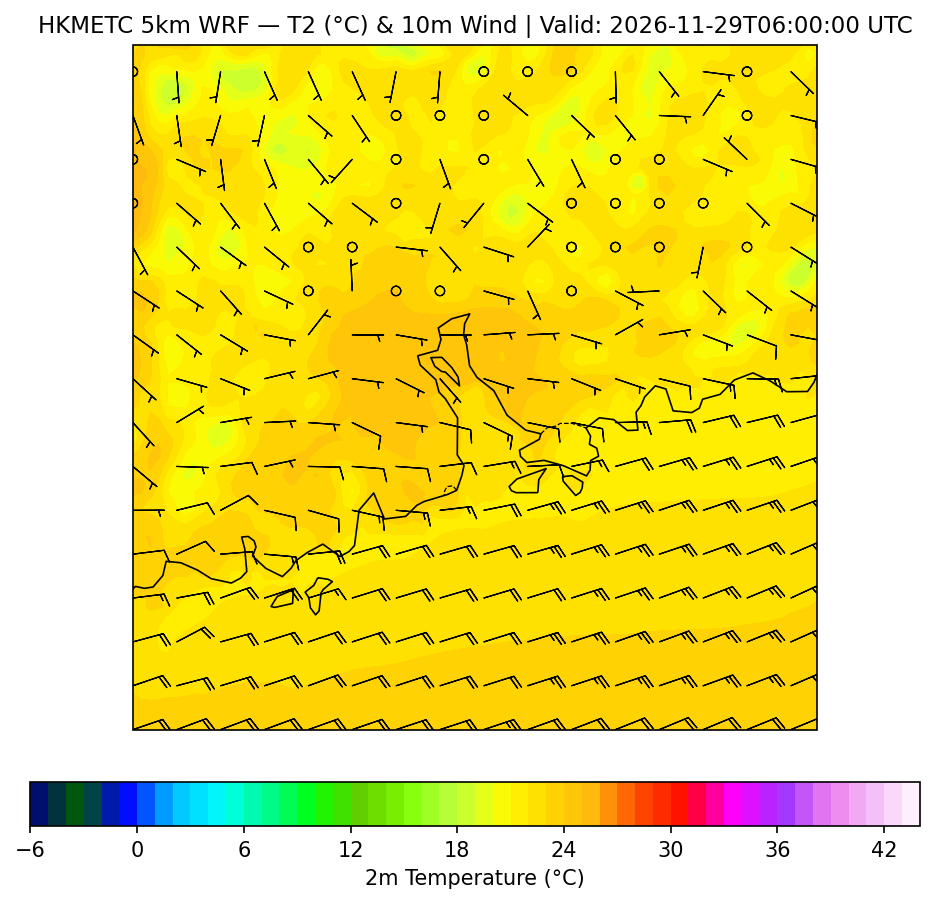 HKMETC 5km WRF — T2 (°C) & 10m Wind | Valid: 2026-11-29T06:00:00 UTC
−6 0 6 12 18 24 30 36 42
2m Temperature (°C)